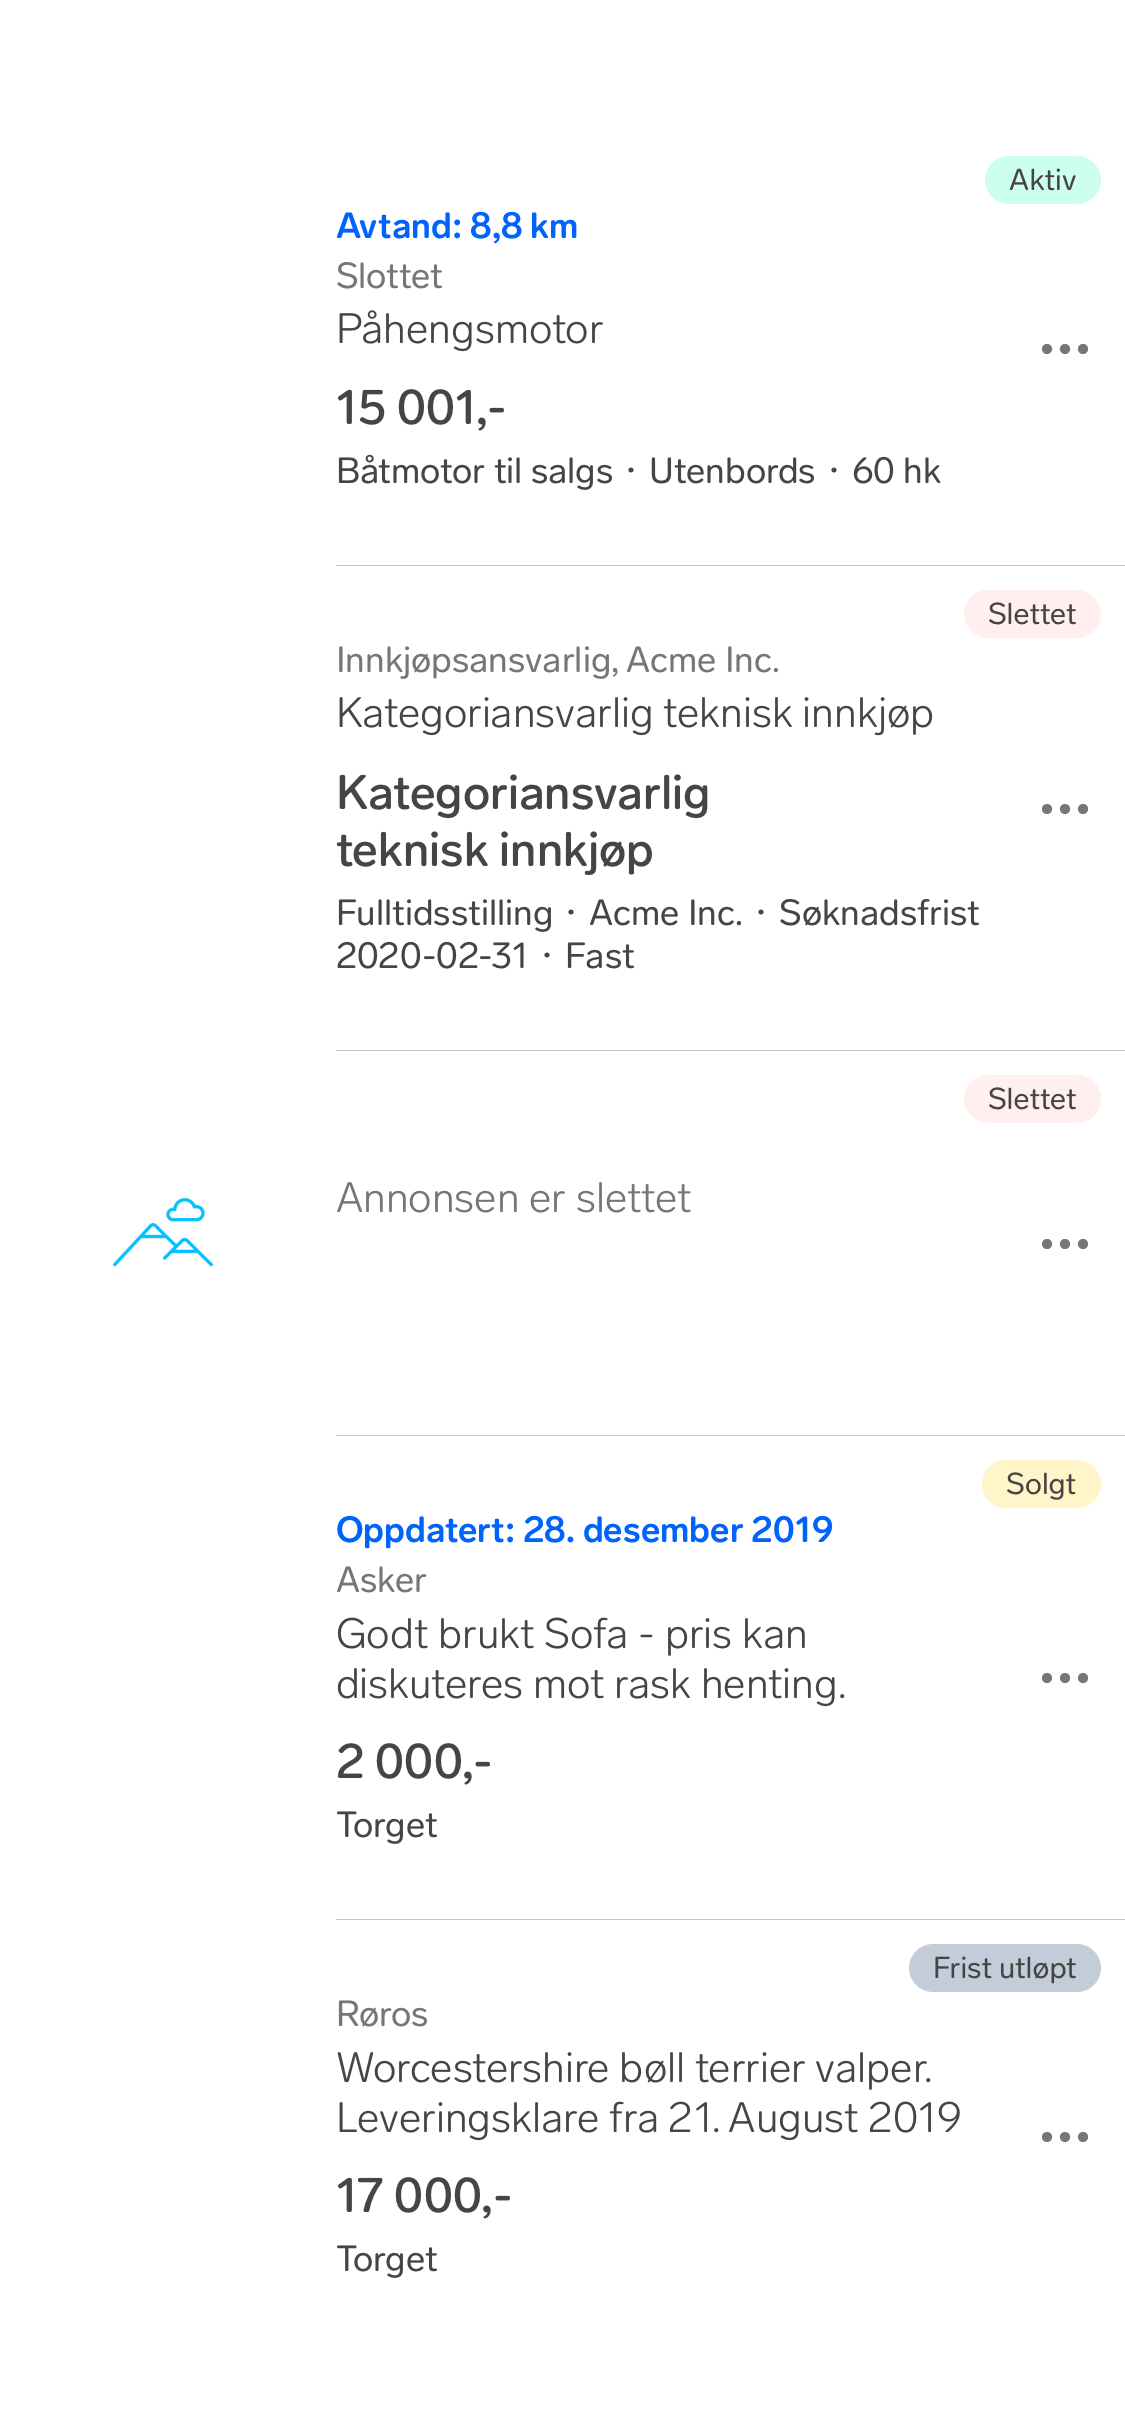 Aktiv
Avtand: 8,8 km
Slottet
Påhengsmotor
15 001,-
Båtmotor til salgs · Utenbords · 60 hk
Slettet
Innkjøpsansvarlig, Acme Inc.
Kategoriansvarlig teknisk innkjøp
Kategoriansvarlig
teknisk innkjøp
Fulltidsstilling · Acme Inc. · Søknadsfrist
2020-02-31 · Fast
Slettet
Annonsen er slettet
Solgt
Oppdatert: 28. desember 2019
Asker
Godt brukt Sofa - pris kan
diskuteres mot rask henting.
2 000,-
Torget
Frist utløpt
Røros
Worcestershire bøll terrier valper.
Leveringsklare fra 21. August 2019
17 000,-
Torget